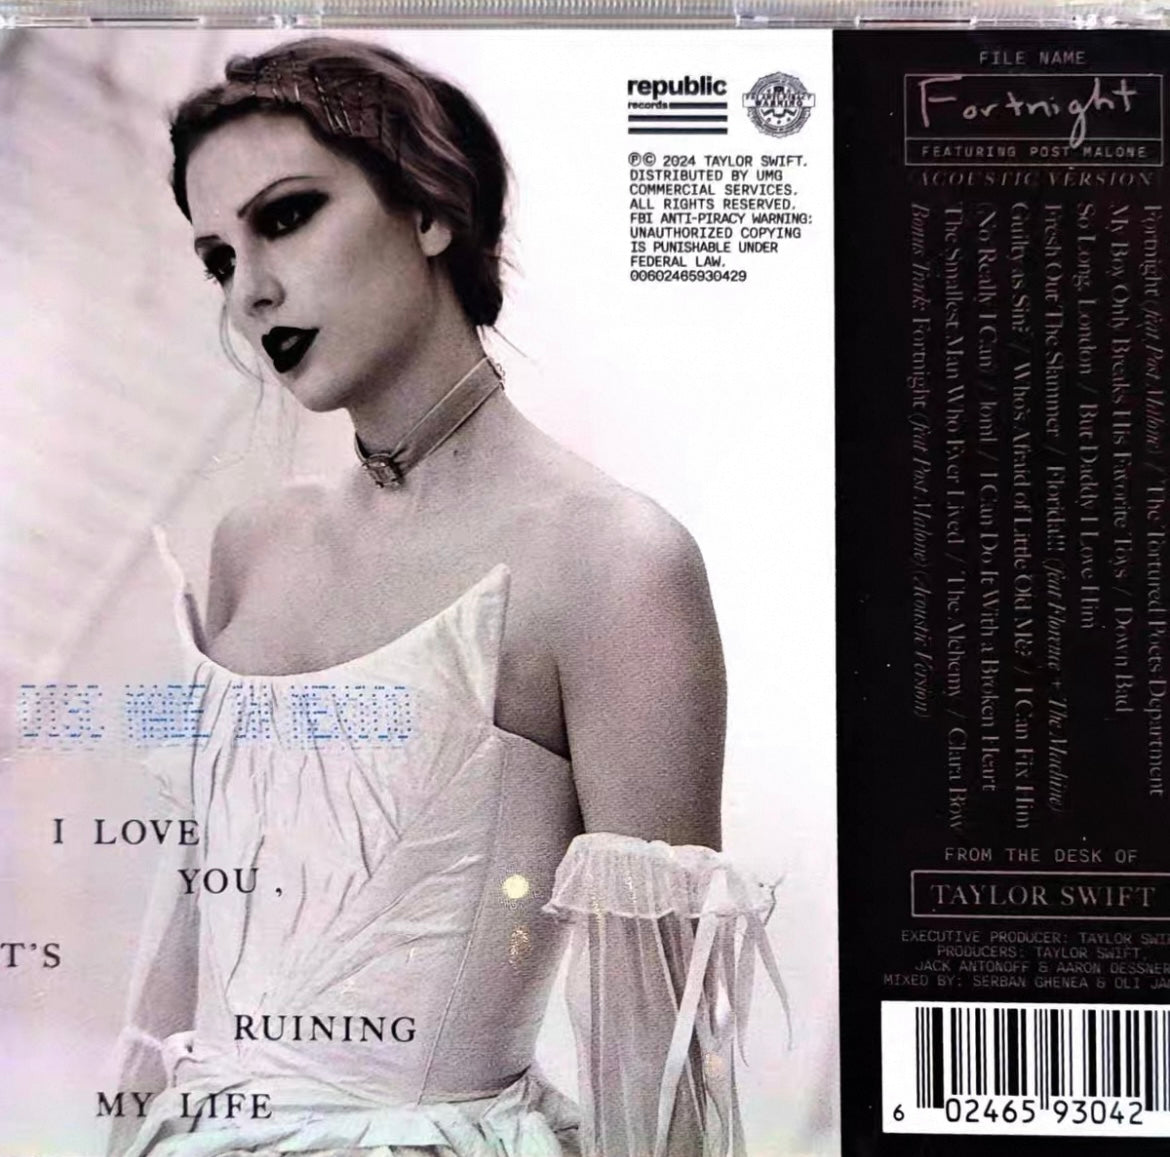 republic
records
℗© 2024 TAYLOR SWIFT.
DISTRIBUTED BY UMG
COMMERCIAL SERVICES.
ALL RIGHTS RESERVED.
FBI ANTI-PIRACY WARNING:
UNAUTHORIZED COPYING
IS PUNISHABLE UNDER
FEDERAL LAW.
00602465930429
DISC MADE IN MEXICO
I LOVE
YOU ,
T'S
RUINING
MY LIFE
FILE NAME
Fortnight
FEATURING POST MALONE
ACOUSTIC VERSION
Fortnight (feat Post Malone) / The Tortured Poets Department
My Boy Only Breaks His Favorite Toys / Down Bad
So Long, London / But Daddy I Love Him
Fresh Out The Slammer / Florida!!! (feat Florence + The Machine)
Guilty as Sin? / Who's Afraid of Little Old Me? / I Can Fix Him
(No Really I Can) / loml / I Can Do It With a Broken Heart
The Smallest Man Who Ever Lived / The Alchemy / Clara Bow
Bonus Track: Fortnight (feat Post Malone) (Acoustic Version)
FROM THE DESK OF
TAYLOR SWIFT
EXECUTIVE PRODUCER: TAYLOR SWI
PRODUCERS: TAYLOR SWIFT,
JACK ANTONOFF & AARON DESSNER
MIXED BY: SERBAN GHENEA & OLI JA
6 02465 93042